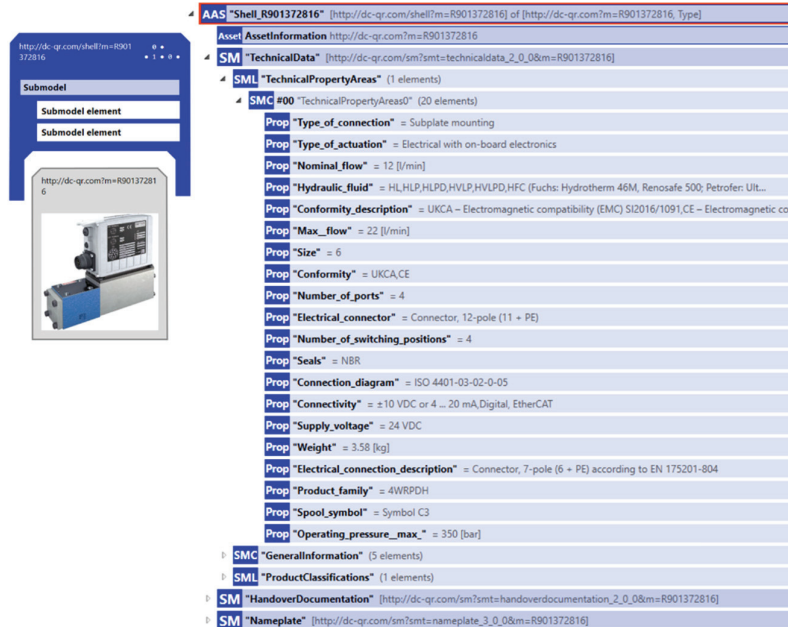 http://dc-qr.com/shell?m=R901
372816
Submodel
Submodel element
Submodel element
http://dc-qr.com?m=R90137281
6
AAS "Shell_R901372816" [http://dc-qr.com/shell?m=R901372816] of [http://dc-qr.com?m=R901372816, Type]
Asset AssetInformation http://dc-qr.com?m=R901372816
SM "TechnicalData" [http://dc-qr.com/sm?smt=technicaldata_2_0_0&m=R901372816]
SML "TechnicalPropertyAreas" (1 elements)
SMC #00 "TechnicalPropertyAreas0" (20 elements)
Prop "Type_of_connection" = Subplate mounting
Prop "Type_of_actuation" = Electrical with on-board electronics
Prop "Nominal_flow" = 12 [l/min]
Prop "Hydraulic_fluid" = HL,HLP,HLPD,HVLP,HVLPD,HFC (Fuchs: Hydrotherm 46M, Renosafe 500; Petrofer: Ult...
Prop "Conformity_description" = UKCA – Electromagnetic compatibility (EMC) SI2016/1091,CE – Electromagnetic co
Prop "Max__flow" = 22 [l/min]
Prop "Size" = 6
Prop "Conformity" = UKCA,CE
Prop "Number_of_ports" = 4
Prop "Electrical_connector" = Connector, 12-pole (11 + PE)
Prop "Number_of_switching_positions" = 4
Prop "Seals" = NBR
Prop "Connection_diagram" = ISO 4401-03-02-0-05
Prop "Connectivity" = ±10 VDC or 4 ... 20 mA,Digital, EtherCAT
Prop "Supply_voltage" = 24 VDC
Prop "Weight" = 3.58 [kg]
Prop "Electrical_connection_description" = Connector, 7-pole (6 + PE) according to EN 175201-804
Prop "Product_family" = 4WRPDH
Prop "Spool_symbol" = Symbol C3
Prop "Operating_pressure__max_" = 350 [bar]
SMC "GeneralInformation" (5 elements)
SML "ProductClassifications" (1 elements)
SM "HandoverDocumentation" [http://dc-qr.com/sm?smt=handoverdocumentation_2_0_0&m=R901372816]
SM "Nameplate" [http://dc-qr.com/sm?smt=nameplate_3_0_0&m=R901372816]